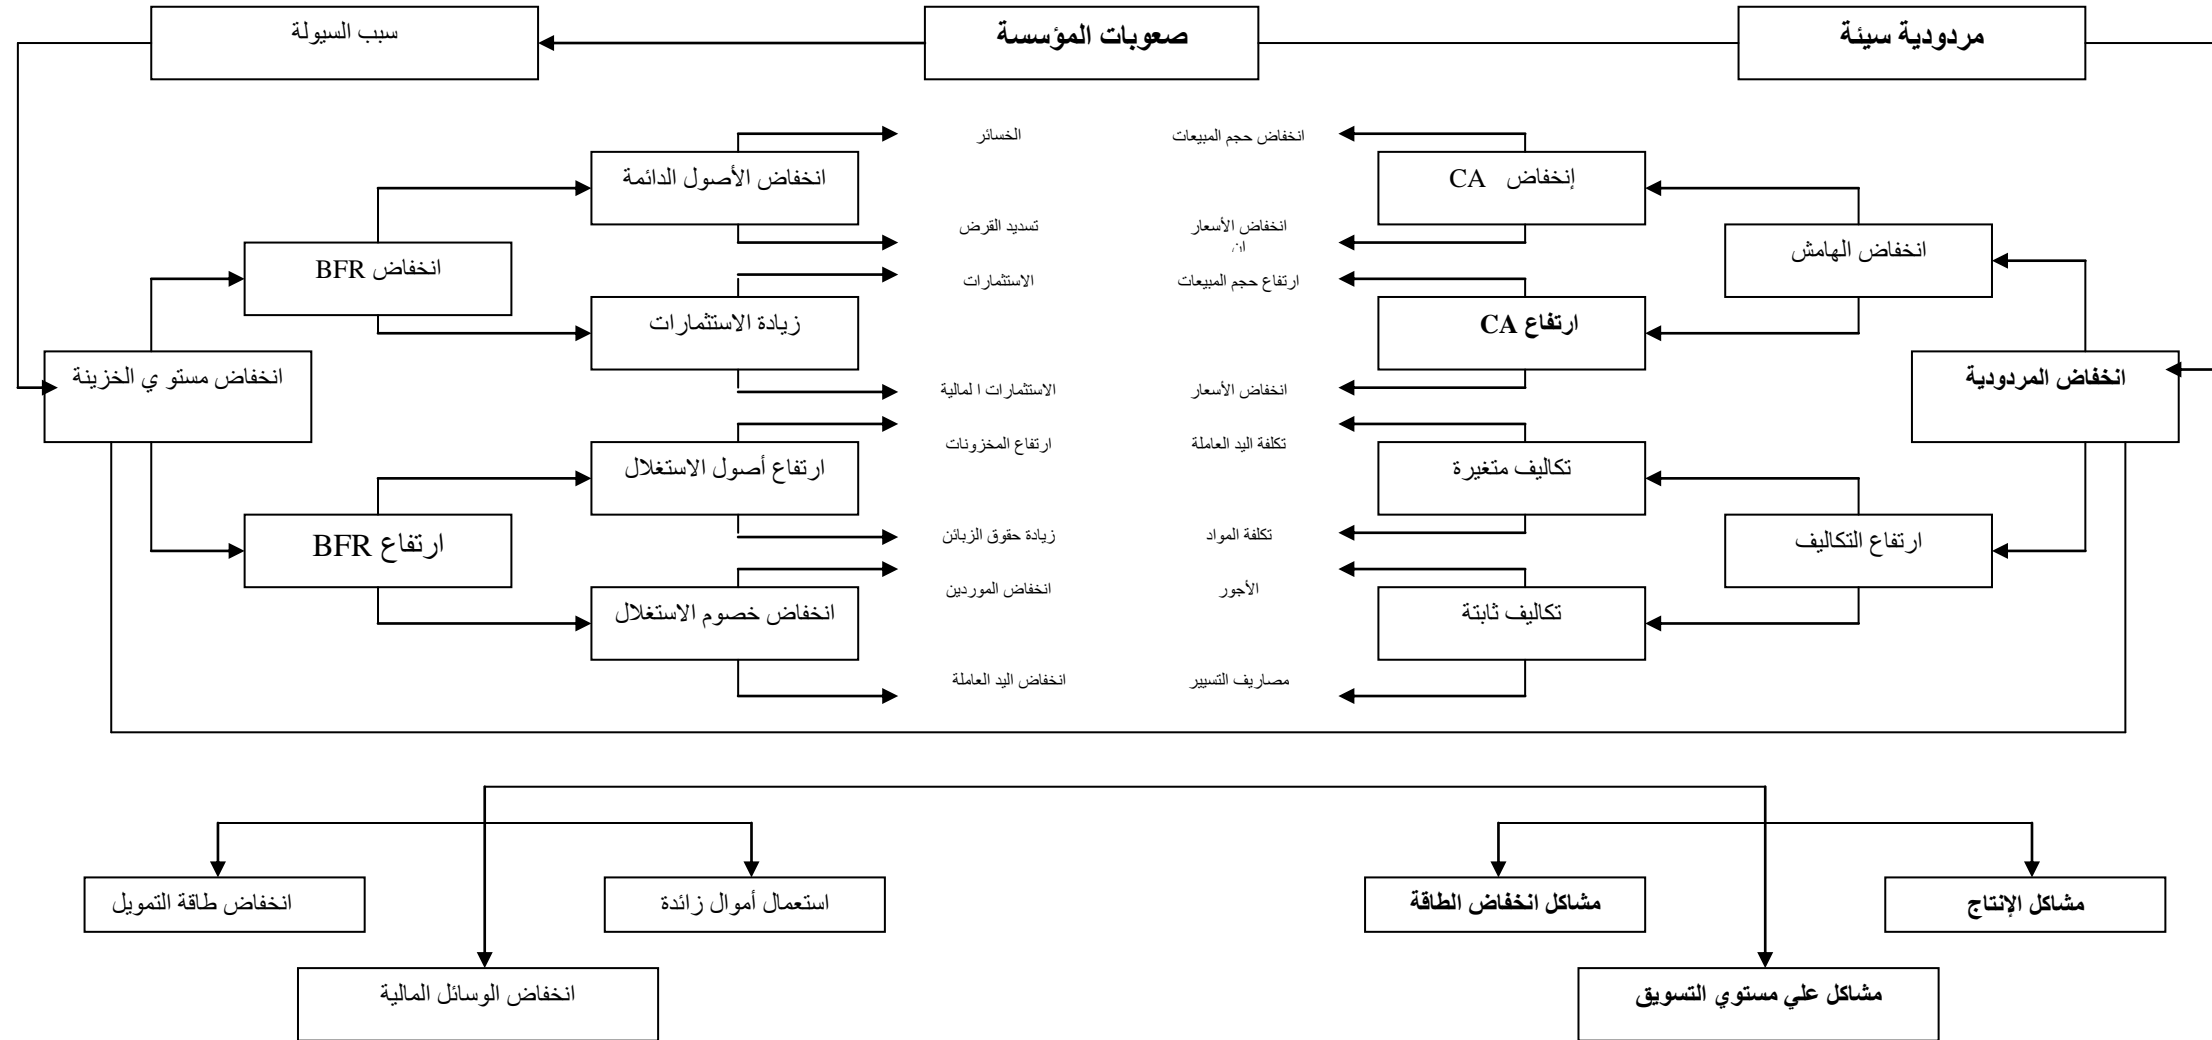 مردودية سيئة
صعوبات المؤسسة
سبب السيولة
انخفاض حجم المبيعات
الخسائر
إنخفاض CA
انخفاض الأصول الدائمة
انخفاض الأسعار
تسديد القرض
انخفاض الهامش
انخفاض BFR
ارتفاع حجم المبيعات
الاستثمارات
ارتفاع CA
زيادة الاستثمارات
انخفاض المردودية
انخفاض مستو ي الخزينة
انخفاض الأسعار
الاستثمارات ا لمالية
تكلفة اليد العاملة
ارتفاع المخزونات
تكاليف متغيرة
ارتفاع أصول الاستغلال
تكلفة المواد
زيادة حقوق الزبائن
ارتفاع التكاليف
ارتفاع BFR
الأجور
انخفاض الموردين
تكاليف ثابتة
انخفاض خصوم الاستغلال
مصاريف التسيير
انخفاض اليد العاملة
مشاكل الإنتاج
مشاكل انخفاض الطاقة
استعمال أموال زائدة
انخفاض طاقة التمويل
مشاكل علي مستوي التسويق
انخفاض الوسائل المالية